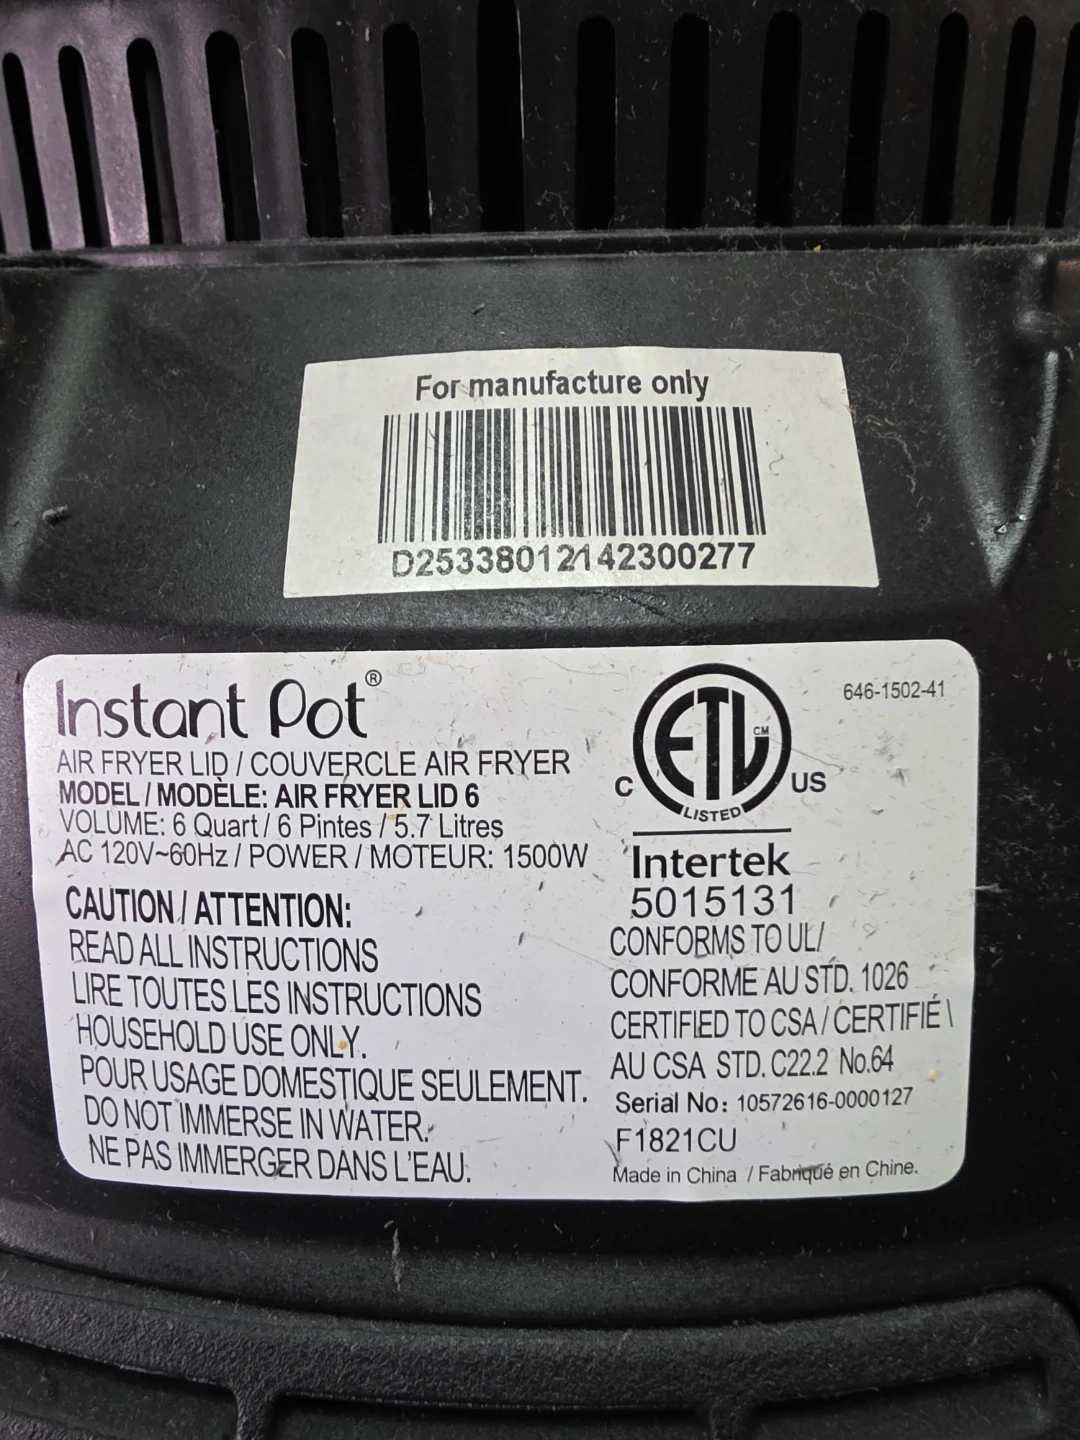 For manufacture only
D25338012142300277
Instant Pot®
AIR FRYER LID / COUVERCLE AIR FRYER
MODEL / MODÈLE: AIR FRYER LID 6
VOLUME: 6 Quart / 6 Pintes / 5.7 Litres
AC 120V~60Hz / POWER / MOTEUR: 1500W
CAUTION / ATTENTION:
READ ALL INSTRUCTIONS
LIRE TOUTES LES INSTRUCTIONS
HOUSEHOLD USE ONLY.
POUR USAGE DOMESTIQUE SEULEMENT.
DO NOT IMMERSE IN WATER.
NE PAS IMMERGER DANS L'EAU.
646-1502-41
ETL CM
C US
LISTED
Intertek
5015131
CONFORMS TO UL/
CONFORME AU STD. 1026
CERTIFIED TO CSA / CERTIFIÉ \
AU CSA STD. C22.2 No.64
Serial No: 10572616-0000127
F1821CU
Made in China / Fabriqué en Chine.